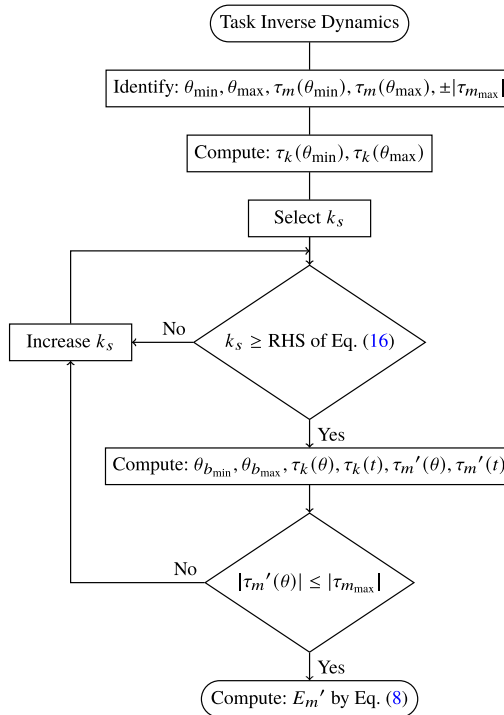 Task Inverse Dynamics
Identify: θ_min, θ_max, τ_m(θ_min), τ_m(θ_max), ±|τ_m_max|
Compute: τ_k(θ_min), τ_k(θ_max)
Select k_s
No
Increase k_s
k_s ≥ RHS of Eq. (16)
Yes
Compute: θ_b_min, θ_b_max, τ_k(θ), τ_k(t), τ_m′(θ), τ_m′(t)
No
|τ_m′(θ)| ≤ |τ_m_max|
Yes
Compute: E_m′ by Eq. (8)